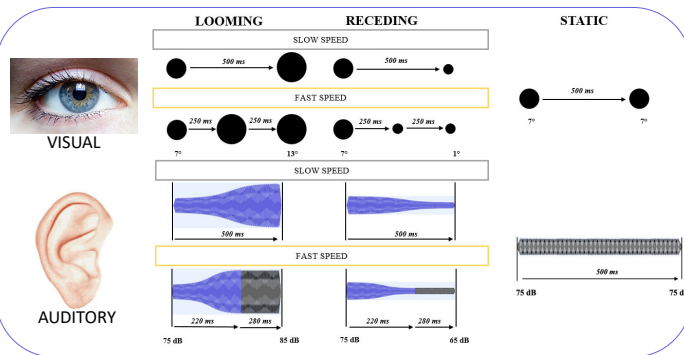 LOOMING RECEDING STATIC
SLOW SPEED
500 ms 500 ms 500 ms
FAST SPEED
250 ms 250 ms 250 ms 250 ms
7° 7°
VISUAL
7° 13° 7° 1°
SLOW SPEED
500 ms 500 ms
FAST SPEED
500 ms
75 dB 75 d
AUDITORY
220 ms 280 ms 220 ms 280 ms
75 dB 85 dB 75 dB 65 dB